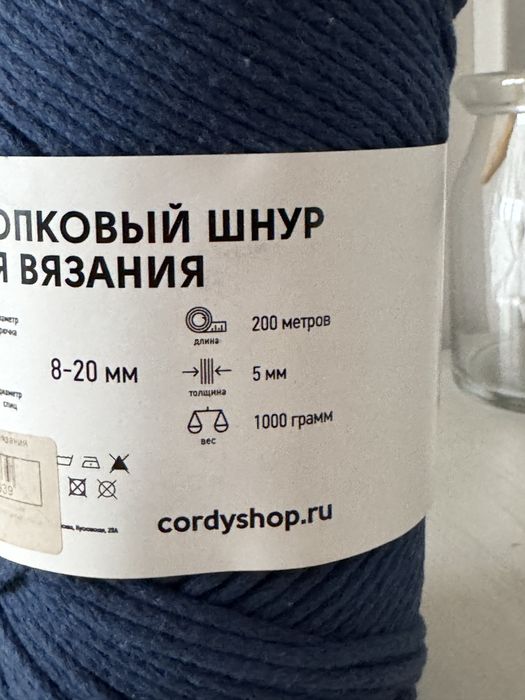 ОПКОВЫЙ ШНУР
Я ВЯЗАНИЯ
8-20 мм
200 метров
длина
5 мм
толщина
1000 грамм
вес
cordyshop.ru